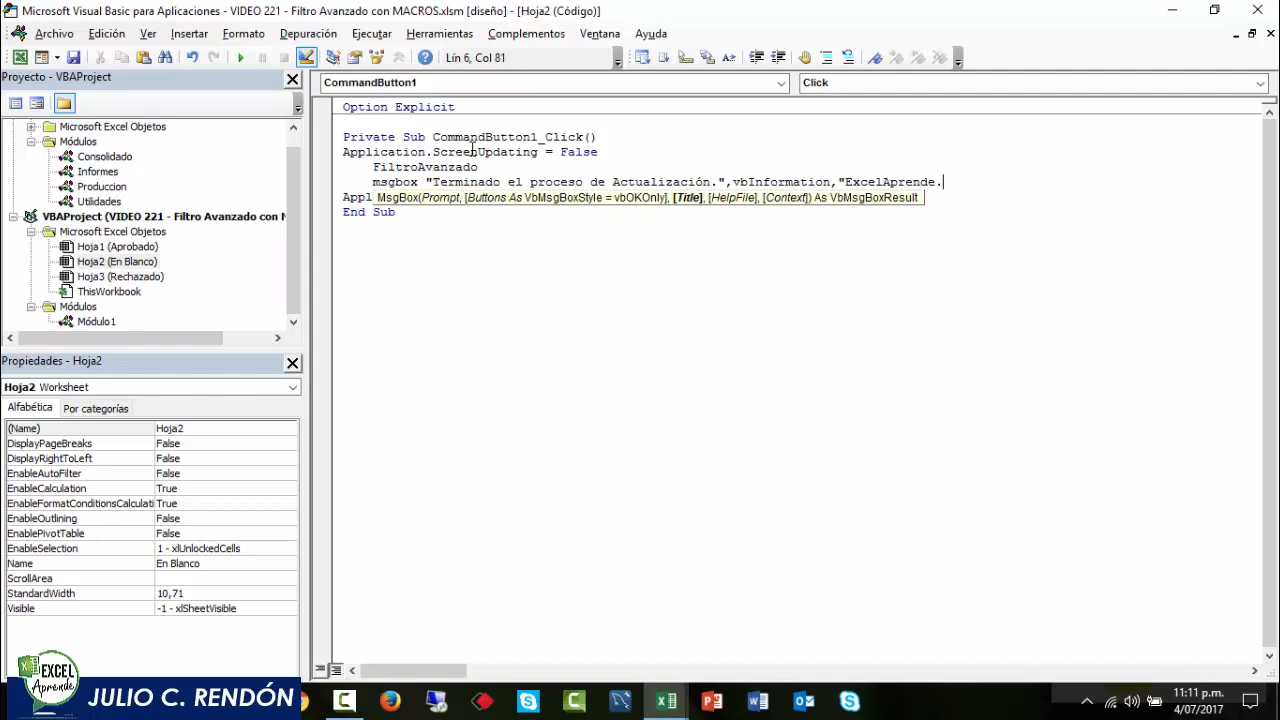 Microsoft Visual Basic para Aplicaciones - VIDEO 221 - Filtro Avanzado con MACROS.xlsm [diseño] - [Hoja2 (Código)]
Archivo Edición Ver Insertar Formato Depuración Ejecutar Herramientas Complementos Ventana Ayuda
Lín 6, Col 81
Proyecto - VBAProject
CommandButton1 Click
Microsoft Excel Objetos
Módulos
Consolidado
Informes
Produccion
Utilidades
VBAProject (VIDEO 221 - Filtro Avanzado con M
Microsoft Excel Objetos
Hoja1 (Aprobado)
Hoja2 (En Blanco)
Hoja3 (Rechazado)
ThisWorkbook
Módulos
Módulo1
Option Explicit
Private Sub CommandButton1_Click()
Application.ScreenUpdating = False
FiltroAvanzado
msgbox "Terminado el proceso de Actualización.",vbInformation,"ExcelAprende.
Appl MsgBox(Prompt, [Buttons As VbMsgBoxStyle = vbOKOnly], [Title], [HelpFile], [Context]) As VbMsgBoxResult
End Sub
Propiedades - Hoja2
Hoja2 Worksheet
Alfabética Por categorías
(Name) Hoja2
DisplayPageBreaks False
DisplayRightToLeft False
EnableAutoFilter False
EnableCalculation True
EnableFormatConditionsCalculati True
EnableOutlining False
EnablePivotTable False
EnableSelection 1 - xlUnlockedCells
Name En Blanco
ScrollArea
StandardWidth 10,71
Visible -1 - xlSheetVisible
EXCEL
Aprende
JULIO C. RENDÓN
11:11 p.m.
4/07/2017